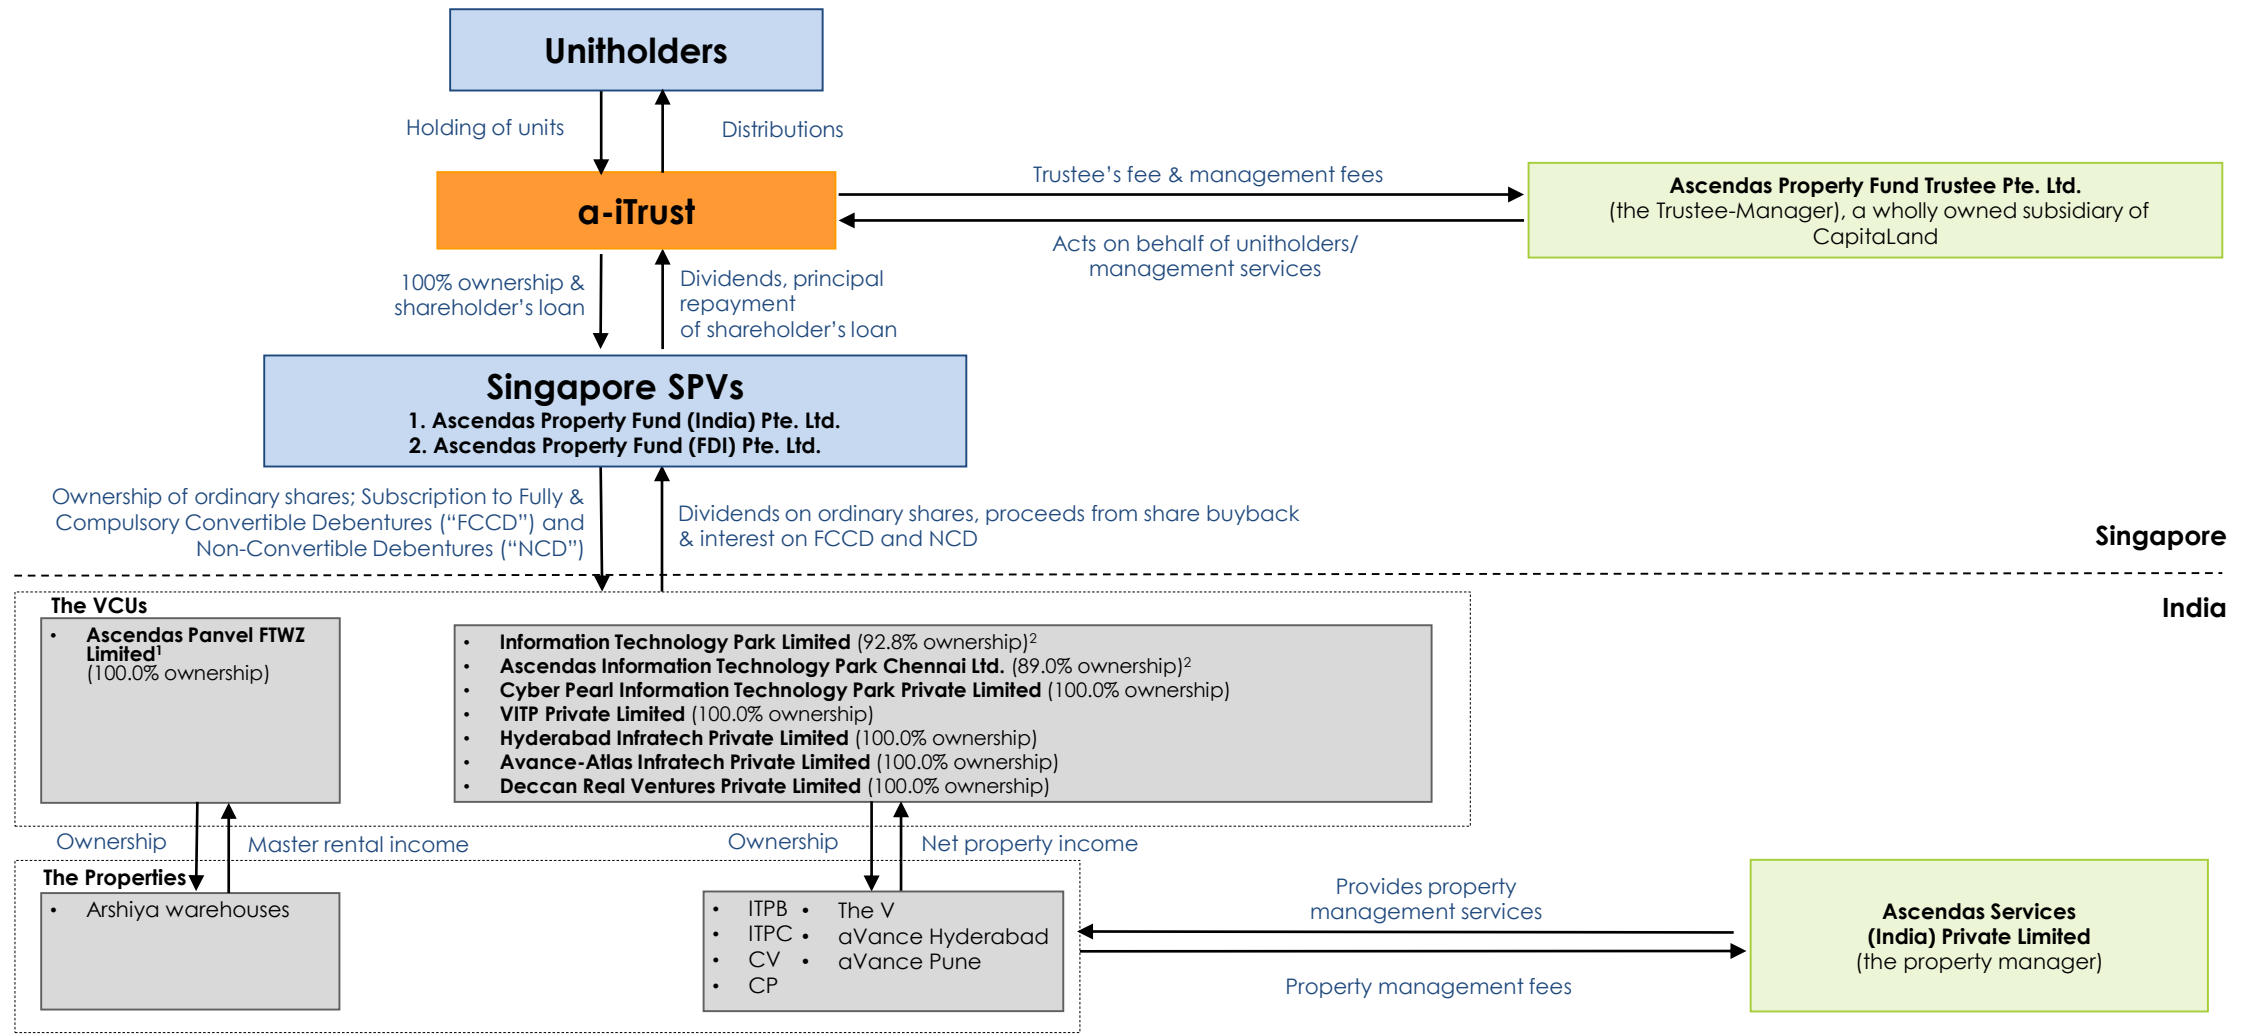 Unitholders
Holding of units
Distributions
a-iTrust
Trustee’s fee & management fees
Acts on behalf of unitholders/
management services
Ascendas Property Fund Trustee Pte. Ltd.
(the Trustee-Manager), a wholly owned subsidiary of
CapitaLand
100% ownership &
shareholder’s loan
Dividends, principal
repayment
of shareholder’s loan
Singapore SPVs
1. Ascendas Property Fund (India) Pte. Ltd.
2. Ascendas Property Fund (FDI) Pte. Ltd.
Ownership of ordinary shares; Subscription to Fully &
Compulsory Convertible Debentures (“FCCD”) and
Non-Convertible Debentures (“NCD”)
Dividends on ordinary shares, proceeds from share buyback
& interest on FCCD and NCD
Singapore
India
The VCUs
• Ascendas Panvel FTWZ
Limited¹
(100.0% ownership)
• Information Technology Park Limited (92.8% ownership)²
• Ascendas Information Technology Park Chennai Ltd. (89.0% ownership)²
• Cyber Pearl Information Technology Park Private Limited (100.0% ownership)
• VITP Private Limited (100.0% ownership)
• Hyderabad Infratech Private Limited (100.0% ownership)
• Avance-Atlas Infratech Private Limited (100.0% ownership)
• Deccan Real Ventures Private Limited (100.0% ownership)
Ownership
Master rental income
Ownership
Net property income
The Properties
• Arshiya warehouses
• ITPB
• ITPC
• CV
• CP
• The V
• aVance Hyderabad
• aVance Pune
Provides property
management services
Property management fees
Ascendas Services
(India) Private Limited
(the property manager)